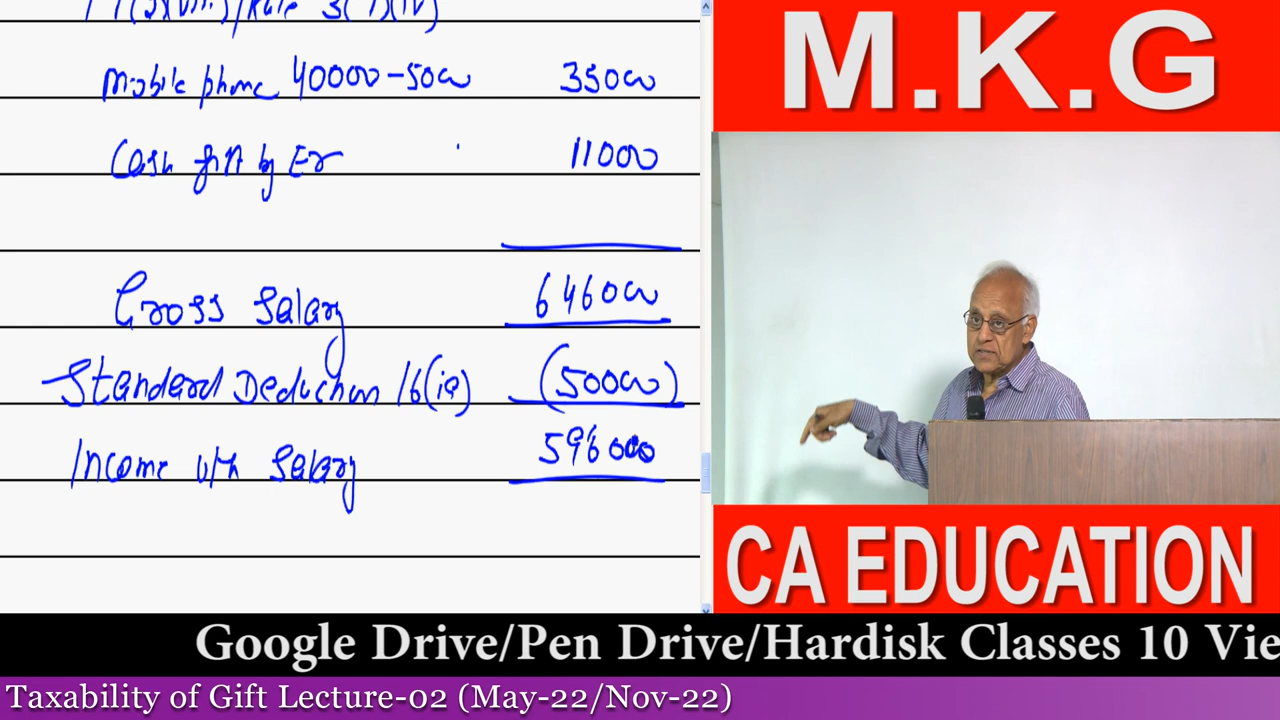 Mobile phone 40000-5000 35000
Cash gift by Er 11000
Gross Salary 646000
Standard Deduction 16(ia) (50000)
Income u/h Salary 596000
M.K.G
CA EDUCATION
Google Drive/Pen Drive/Hardisk Classes 10 Vie
Taxability of Gift Lecture-02 (May-22/Nov-22)